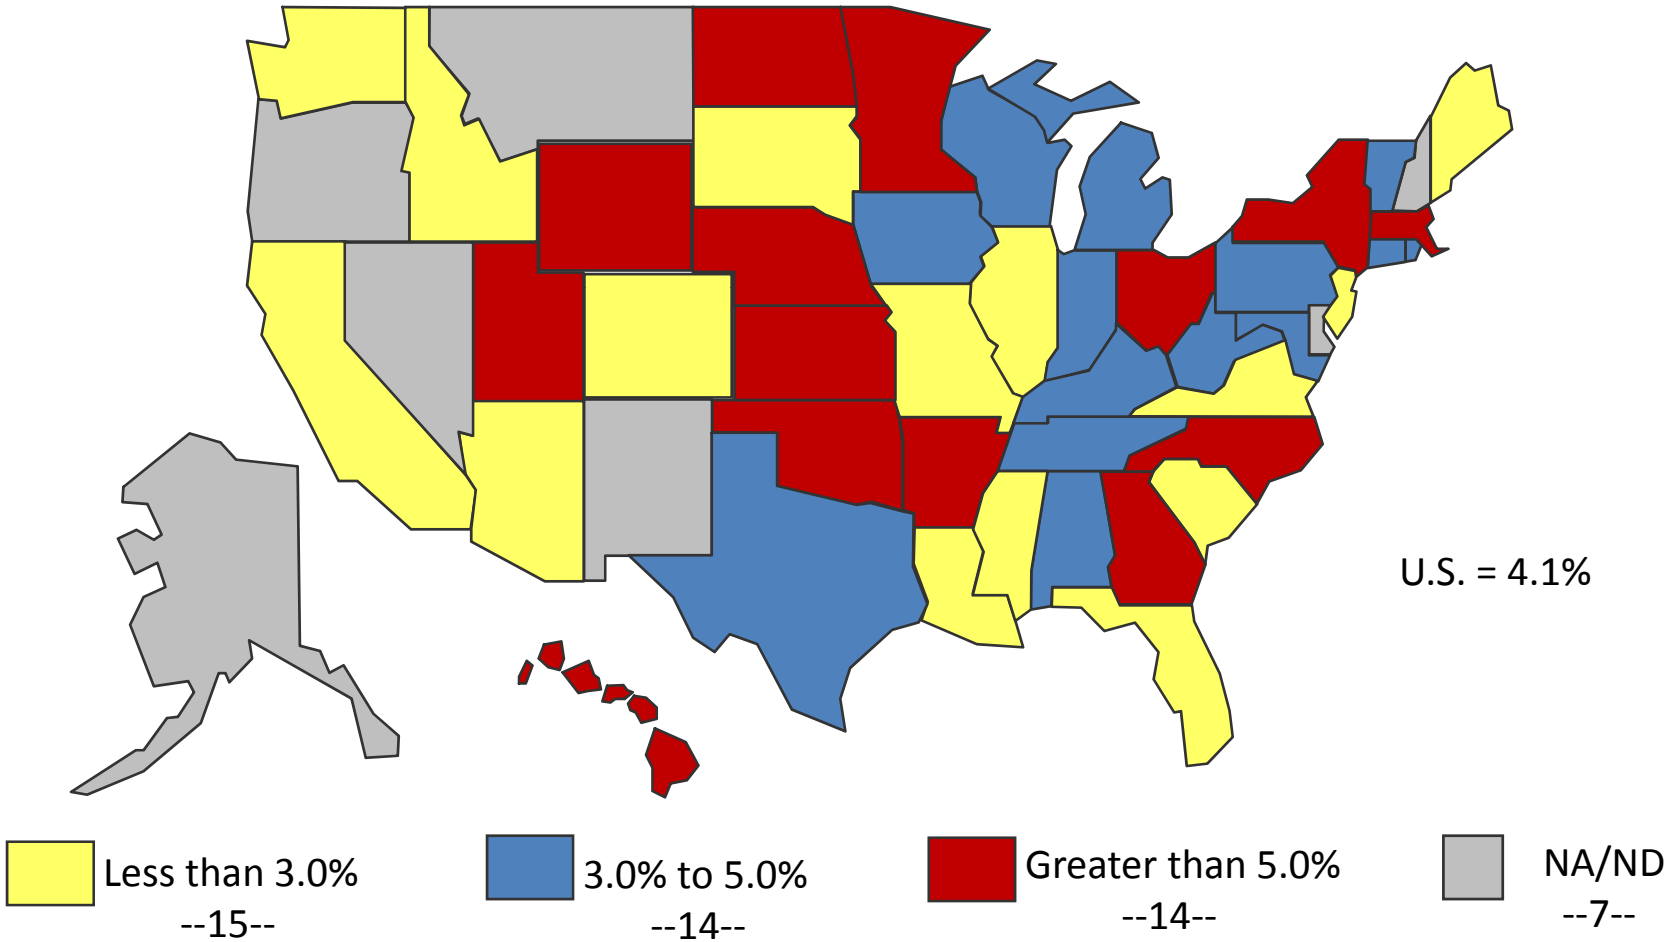 U.S. = 4.1%
Less than 3.0%
--15--
3.0% to 5.0%
--14--
Greater than 5.0%
--14--
NA/ND
--7--